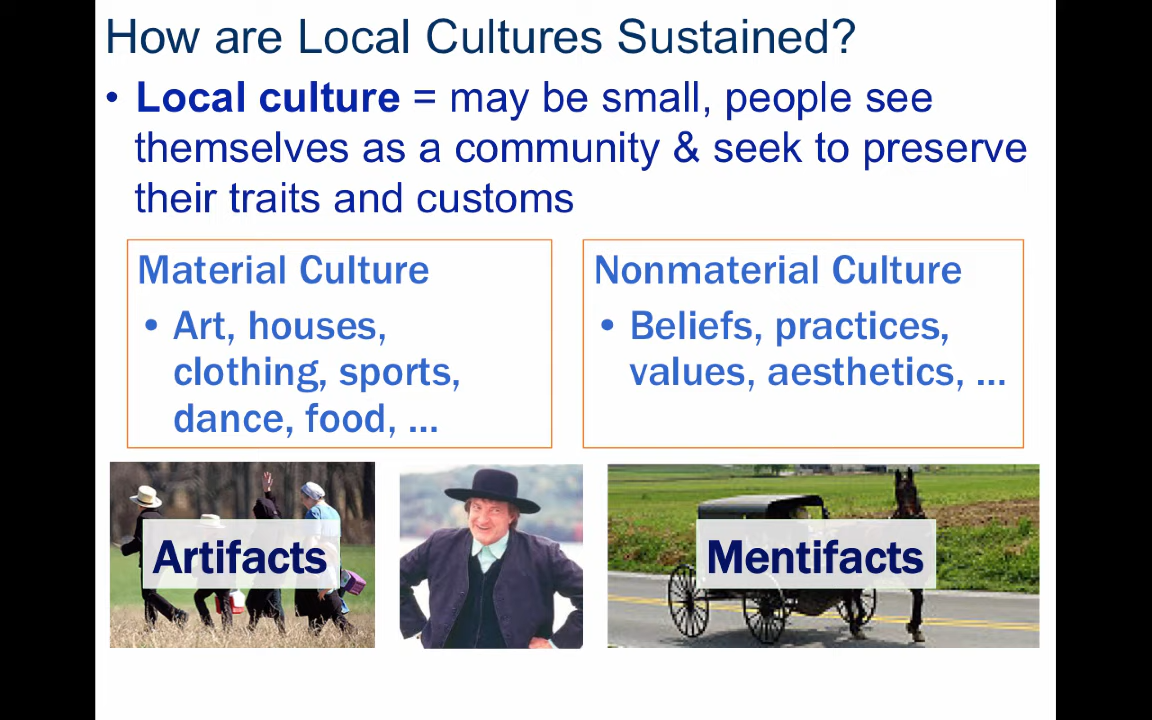 How are Local Cultures Sustained?
• Local culture = may be small, people see
themselves as a community & seek to preserve
their traits and customs
Material Culture
• Art, houses,
clothing, sports,
dance, food, ...
Nonmaterial Culture
• Beliefs, practices,
values, aesthetics, ...
Artifacts
Mentifacts